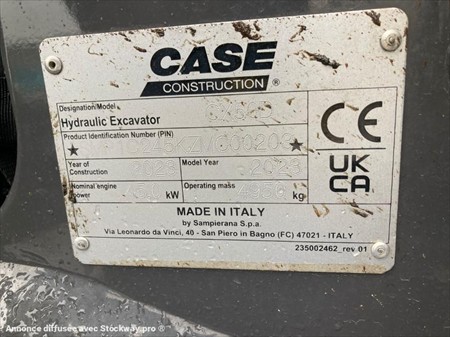 CASE
CONSTRUCTION
Designation/Model
Hydraulic Excavator
Product Identification Number (PIN)
★ ★
Year of Construction
Model Year
Nominal engine power kW
Operating mass kg
CE
UK
CA
MADE IN ITALY
by Sampierana S.p.a.
Via Leonardo da Vinci, 40 - San Piero in Bagno (FC) 47021 - ITALY
235002462_rev 01
Annonce diffusée avec Stockway.pro ®